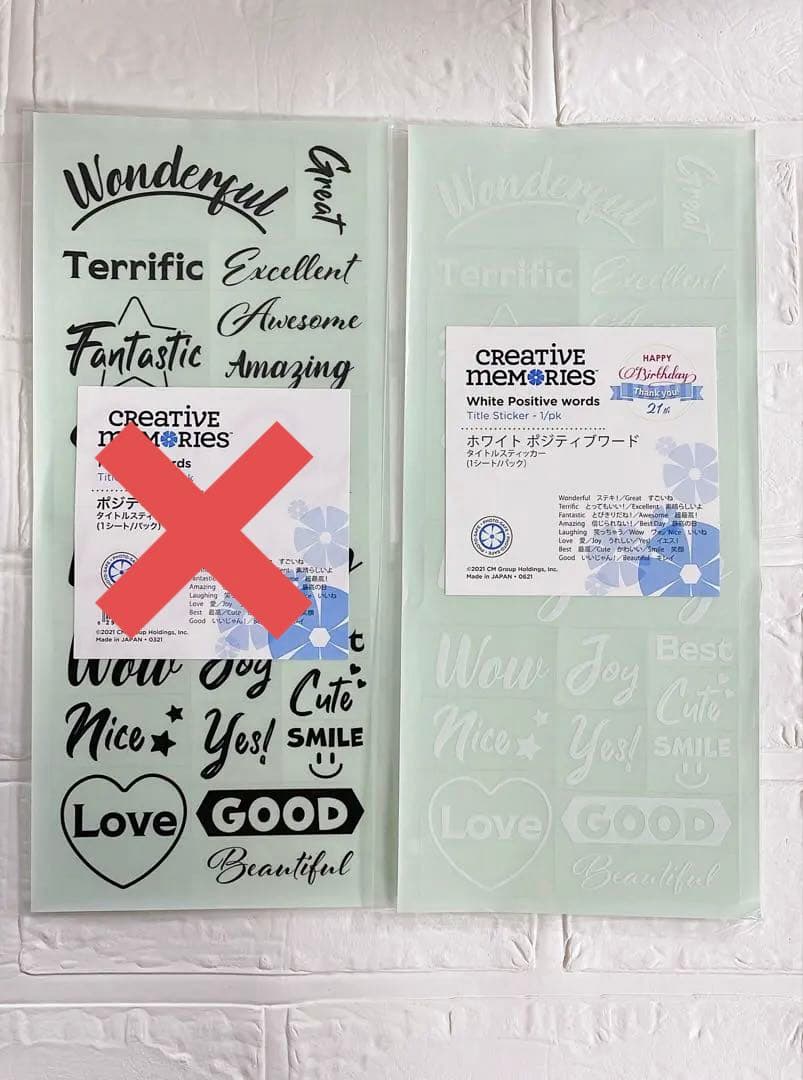 Wonderful
Great
Terrific
Excellent
Fantastic
Awesome
Amazing
CREATIVE
MEMORIES™
ポジテ
タイトルスティ
(1シート/パック)
©2021 CM Group Holdings, Inc.
Made in JAPAN • 0321
Wow
Joy
Cute
Nice
Yes!
SMILE
Love
GOOD
Beautiful
Wonderful
Great
Terrific
Excellent
CREATIVE
MEMORIES™
White Positive words
Title Sticker - 1/pk
HAPPY
Birthday
Thank you!
21th
ホワイト ポジティブワード
タイトルスティッカー
(1シート/パック)
Wonderful ステキ!/Great すごいね
Terrific とってもいい!/Excellent 素晴らしいよ
Fantastic とびきりだね!/Awesome 超最高!
Amazing 信じられない!/Best Day 最高の日
Laughing 笑っちゃう/Wow ワォ/Nice いいね
Love 愛/Joy うれしい/Yes! イエス!
Best 最高/Cute かわいい/Smile 笑顔
Good いいじゃん!/Beautiful キレイ
PHOTO-SAFE • PHOTO-SAFE
©2021 CM Group Holdings, Inc.
Made in JAPAN • 0621
Wow
Joy
Best
Cute
Nice
Yes!
SMILE
Love
GOOD
Beautiful